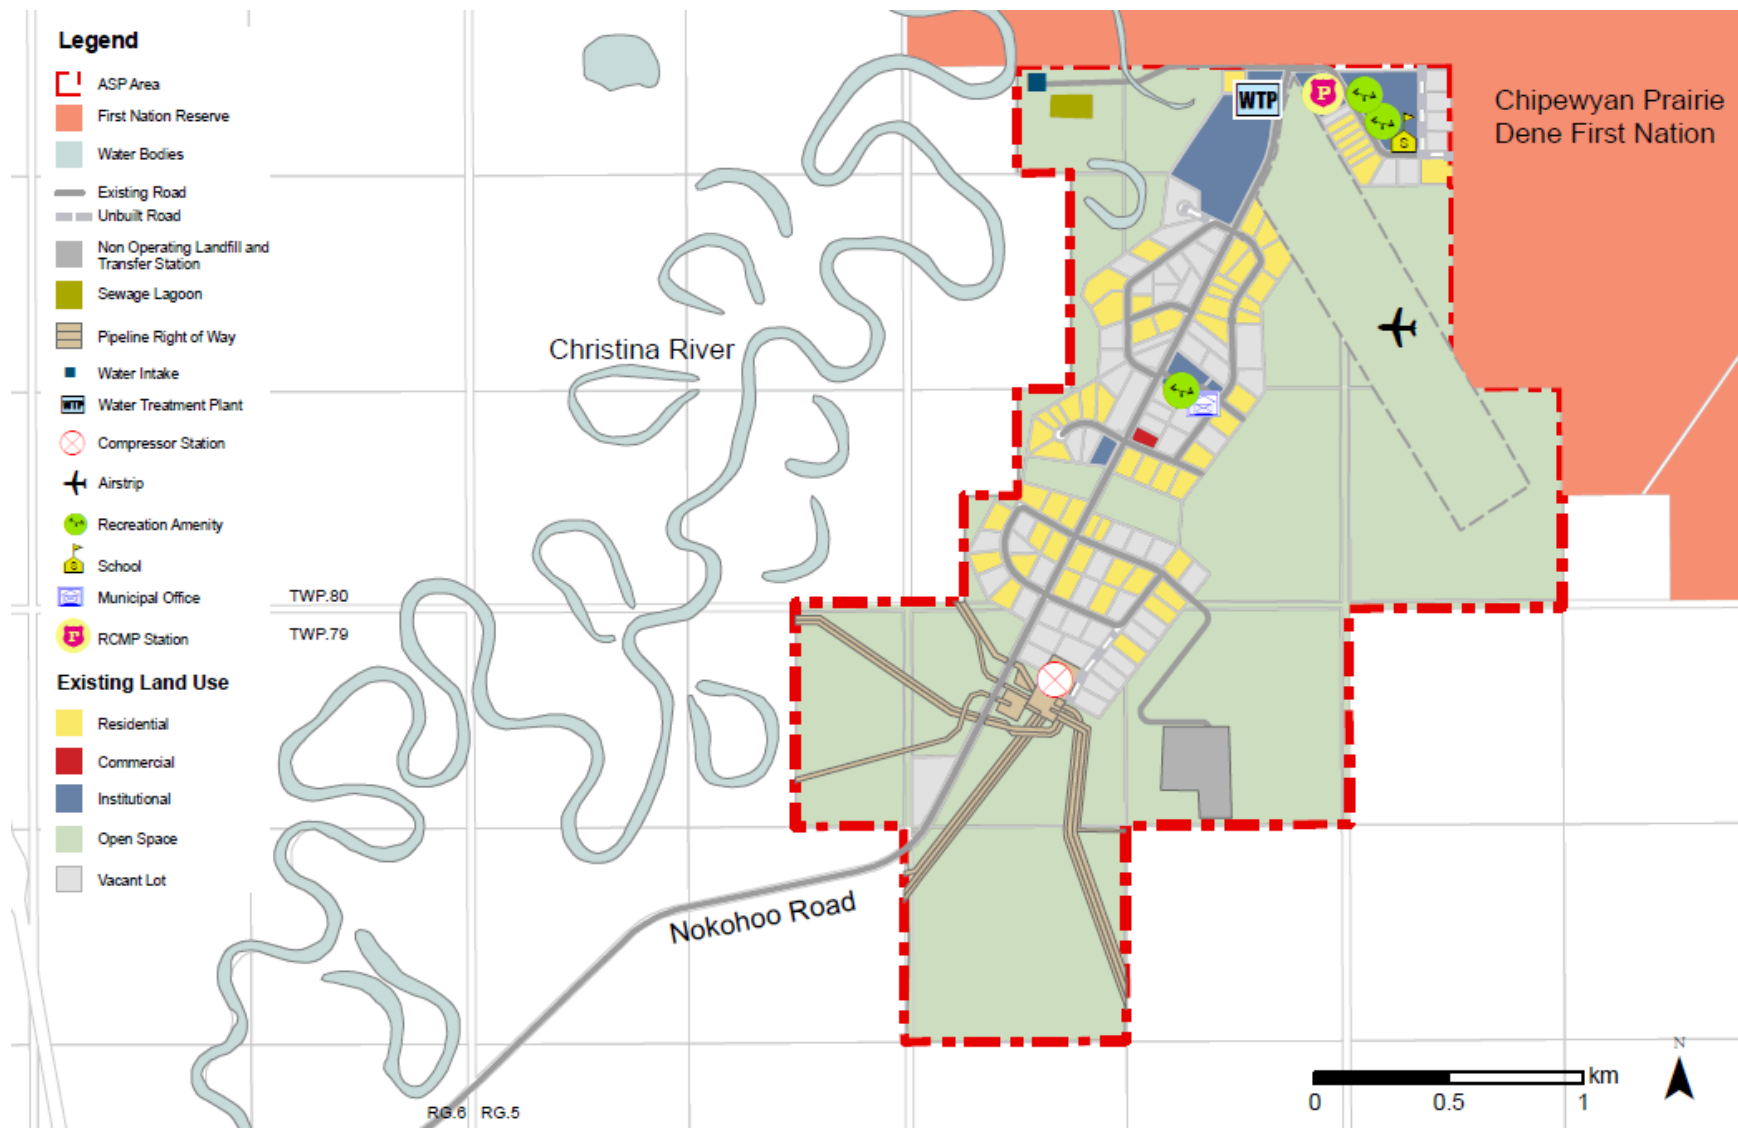 Legend
ASP Area
First Nation Reserve
Water Bodies
Existing Road
Unbuilt Road
Non Operating Landfill and
Transfer Station
Sewage Lagoon
Pipeline Right of Way
Water Intake
WTP Water Treatment Plant
Compressor Station
Airstrip
Recreation Amenity
S School
Municipal Office
P RCMP Station
Existing Land Use
Residential
Commercial
Institutional
Open Space
Vacant Lot
WTP
P
S
Chipewyan Prairie
Dene First Nation
Christina River
TWP.80
TWP.79
Nokohoo Road
RG.6 RG.5
N
km
0 0.5 1